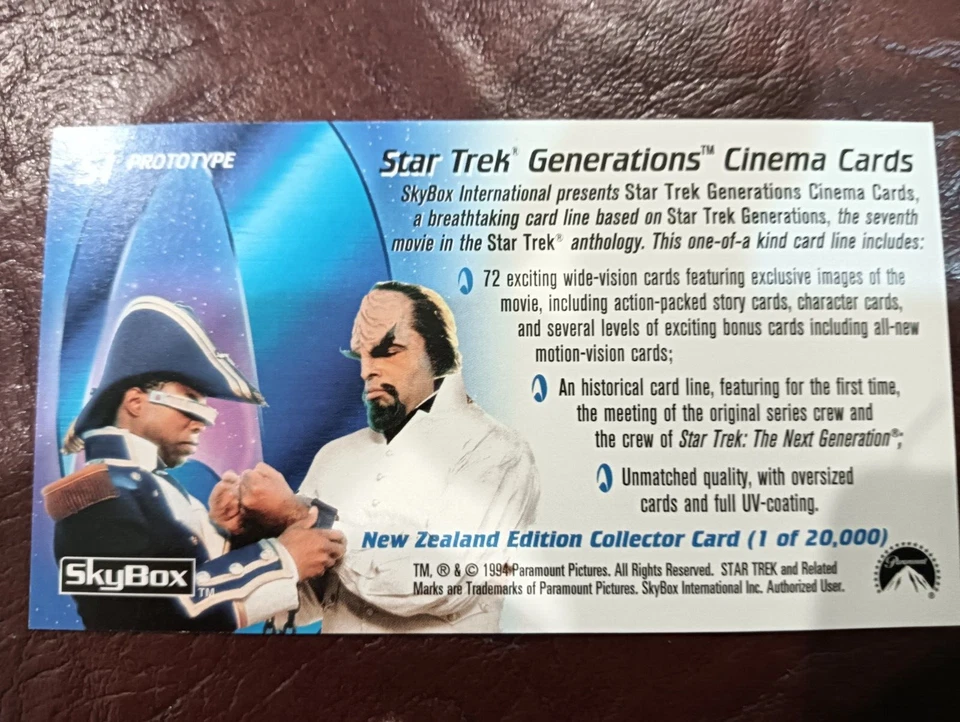 PROTOTYPE
Star Trek® Generations™ Cinema Cards
SkyBox International presents Star Trek Generations Cinema Cards,
a breathtaking card line based on Star Trek Generations, the seventh
movie in the Star Trek® anthology. This one-of-a kind card line includes:
72 exciting wide-vision cards featuring exclusive images of the
movie, including action-packed story cards, character cards,
and several levels of exciting bonus cards including all-new
motion-vision cards;
An historical card line, featuring for the first time,
the meeting of the original series crew and
the crew of Star Trek: The Next Generation®;
Unmatched quality, with oversized
cards and full UV-coating.
New Zealand Edition Collector Card (1 of 20,000)
SkyBox™
TM, ® & © 1994 Paramount Pictures. All Rights Reserved. STAR TREK and Related
Marks are Trademarks of Paramount Pictures. SkyBox International Inc. Authorized User.
Paramount ®